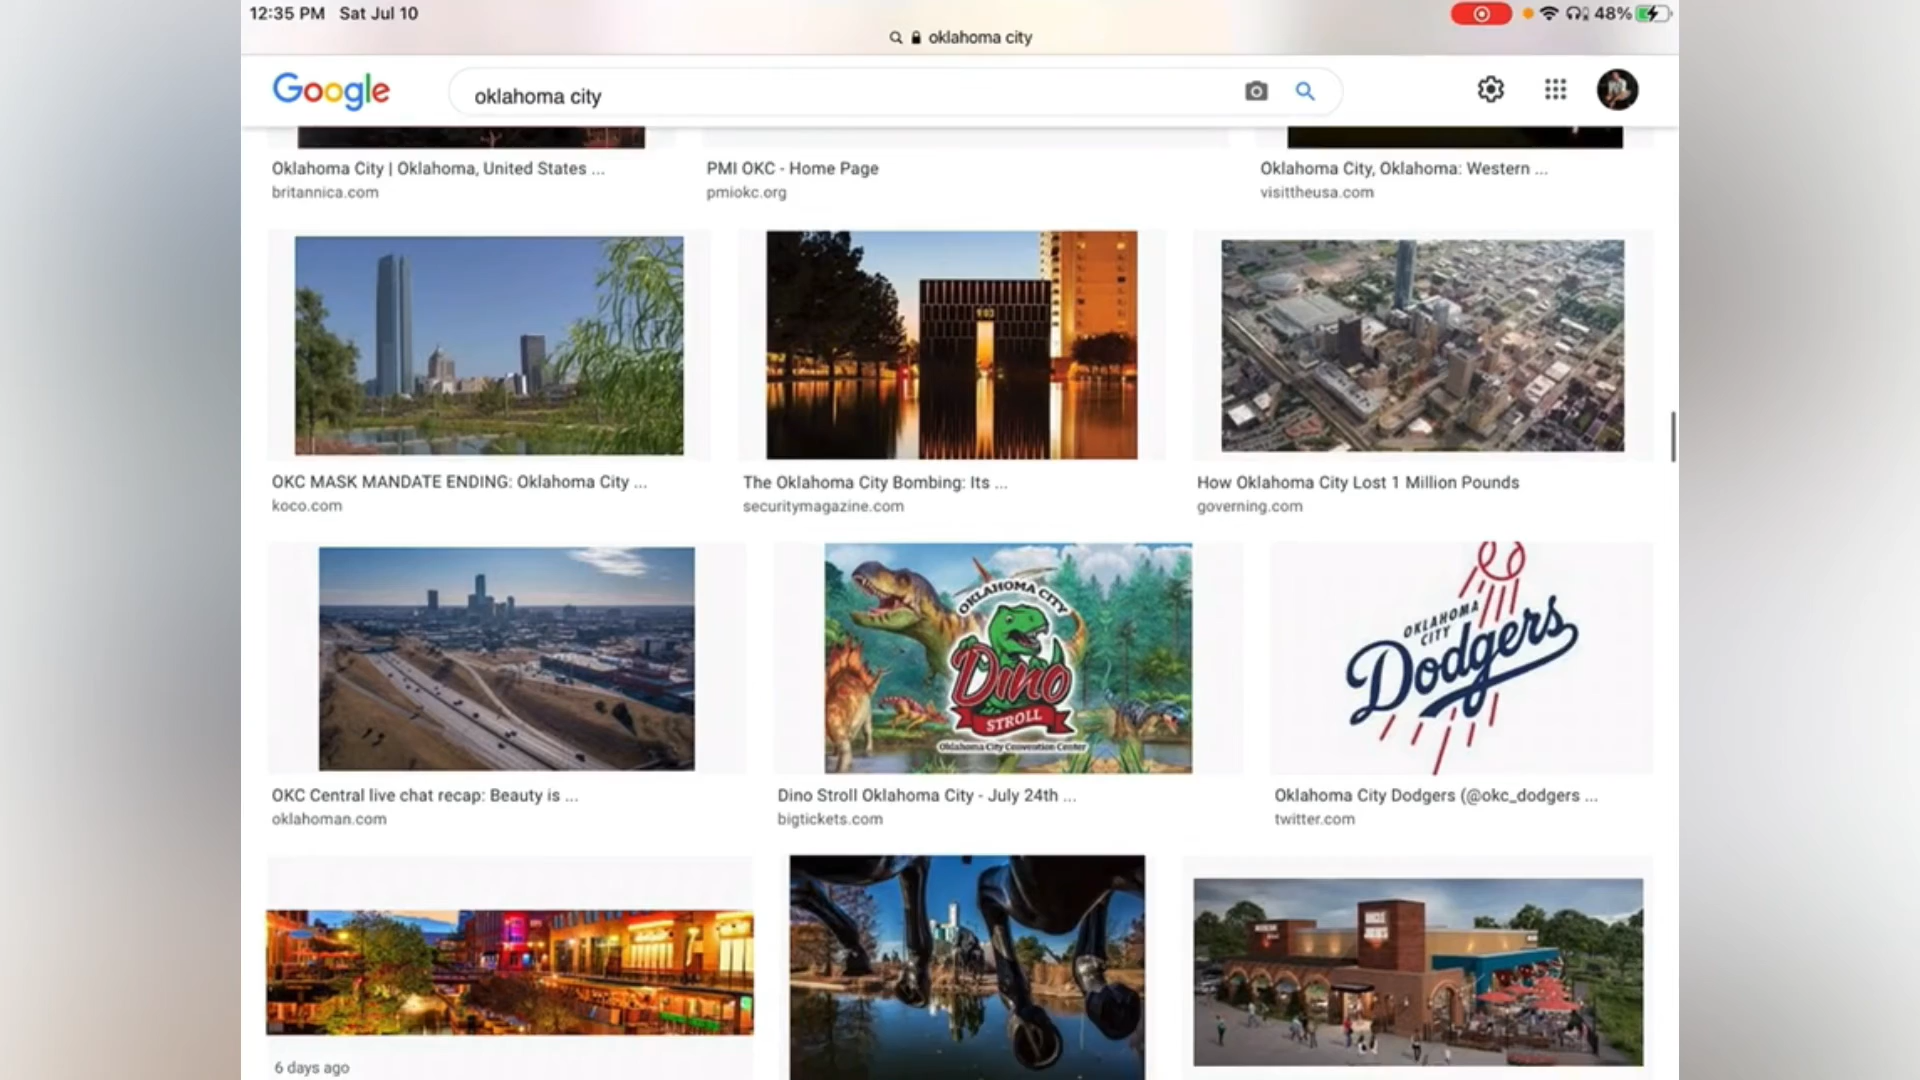 12:35 PM Sat Jul 10
48%
oklahoma city
Google
oklahoma city
Oklahoma City | Oklahoma, United States ...
britannica.com
PMI OKC - Home Page
pmiokc.org
Oklahoma City, Oklahoma: Western ...
visittheusa.com
9:03
OKC MASK MANDATE ENDING: Oklahoma City ...
koco.com
The Oklahoma City Bombing: Its ...
securitymagazine.com
How Oklahoma City Lost 1 Million Pounds
governing.com
OKLAHOMA CITY
Dino
STROLL
Oklahoma City Convention Center
OKLAHOMA
CITY
Dodgers
OKC Central live chat recap: Beauty is ...
oklahoman.com
Dino Stroll Oklahoma City - July 24th ...
bigtickets.com
Oklahoma City Dodgers (@okc_dodgers ...
twitter.com
6 days ago